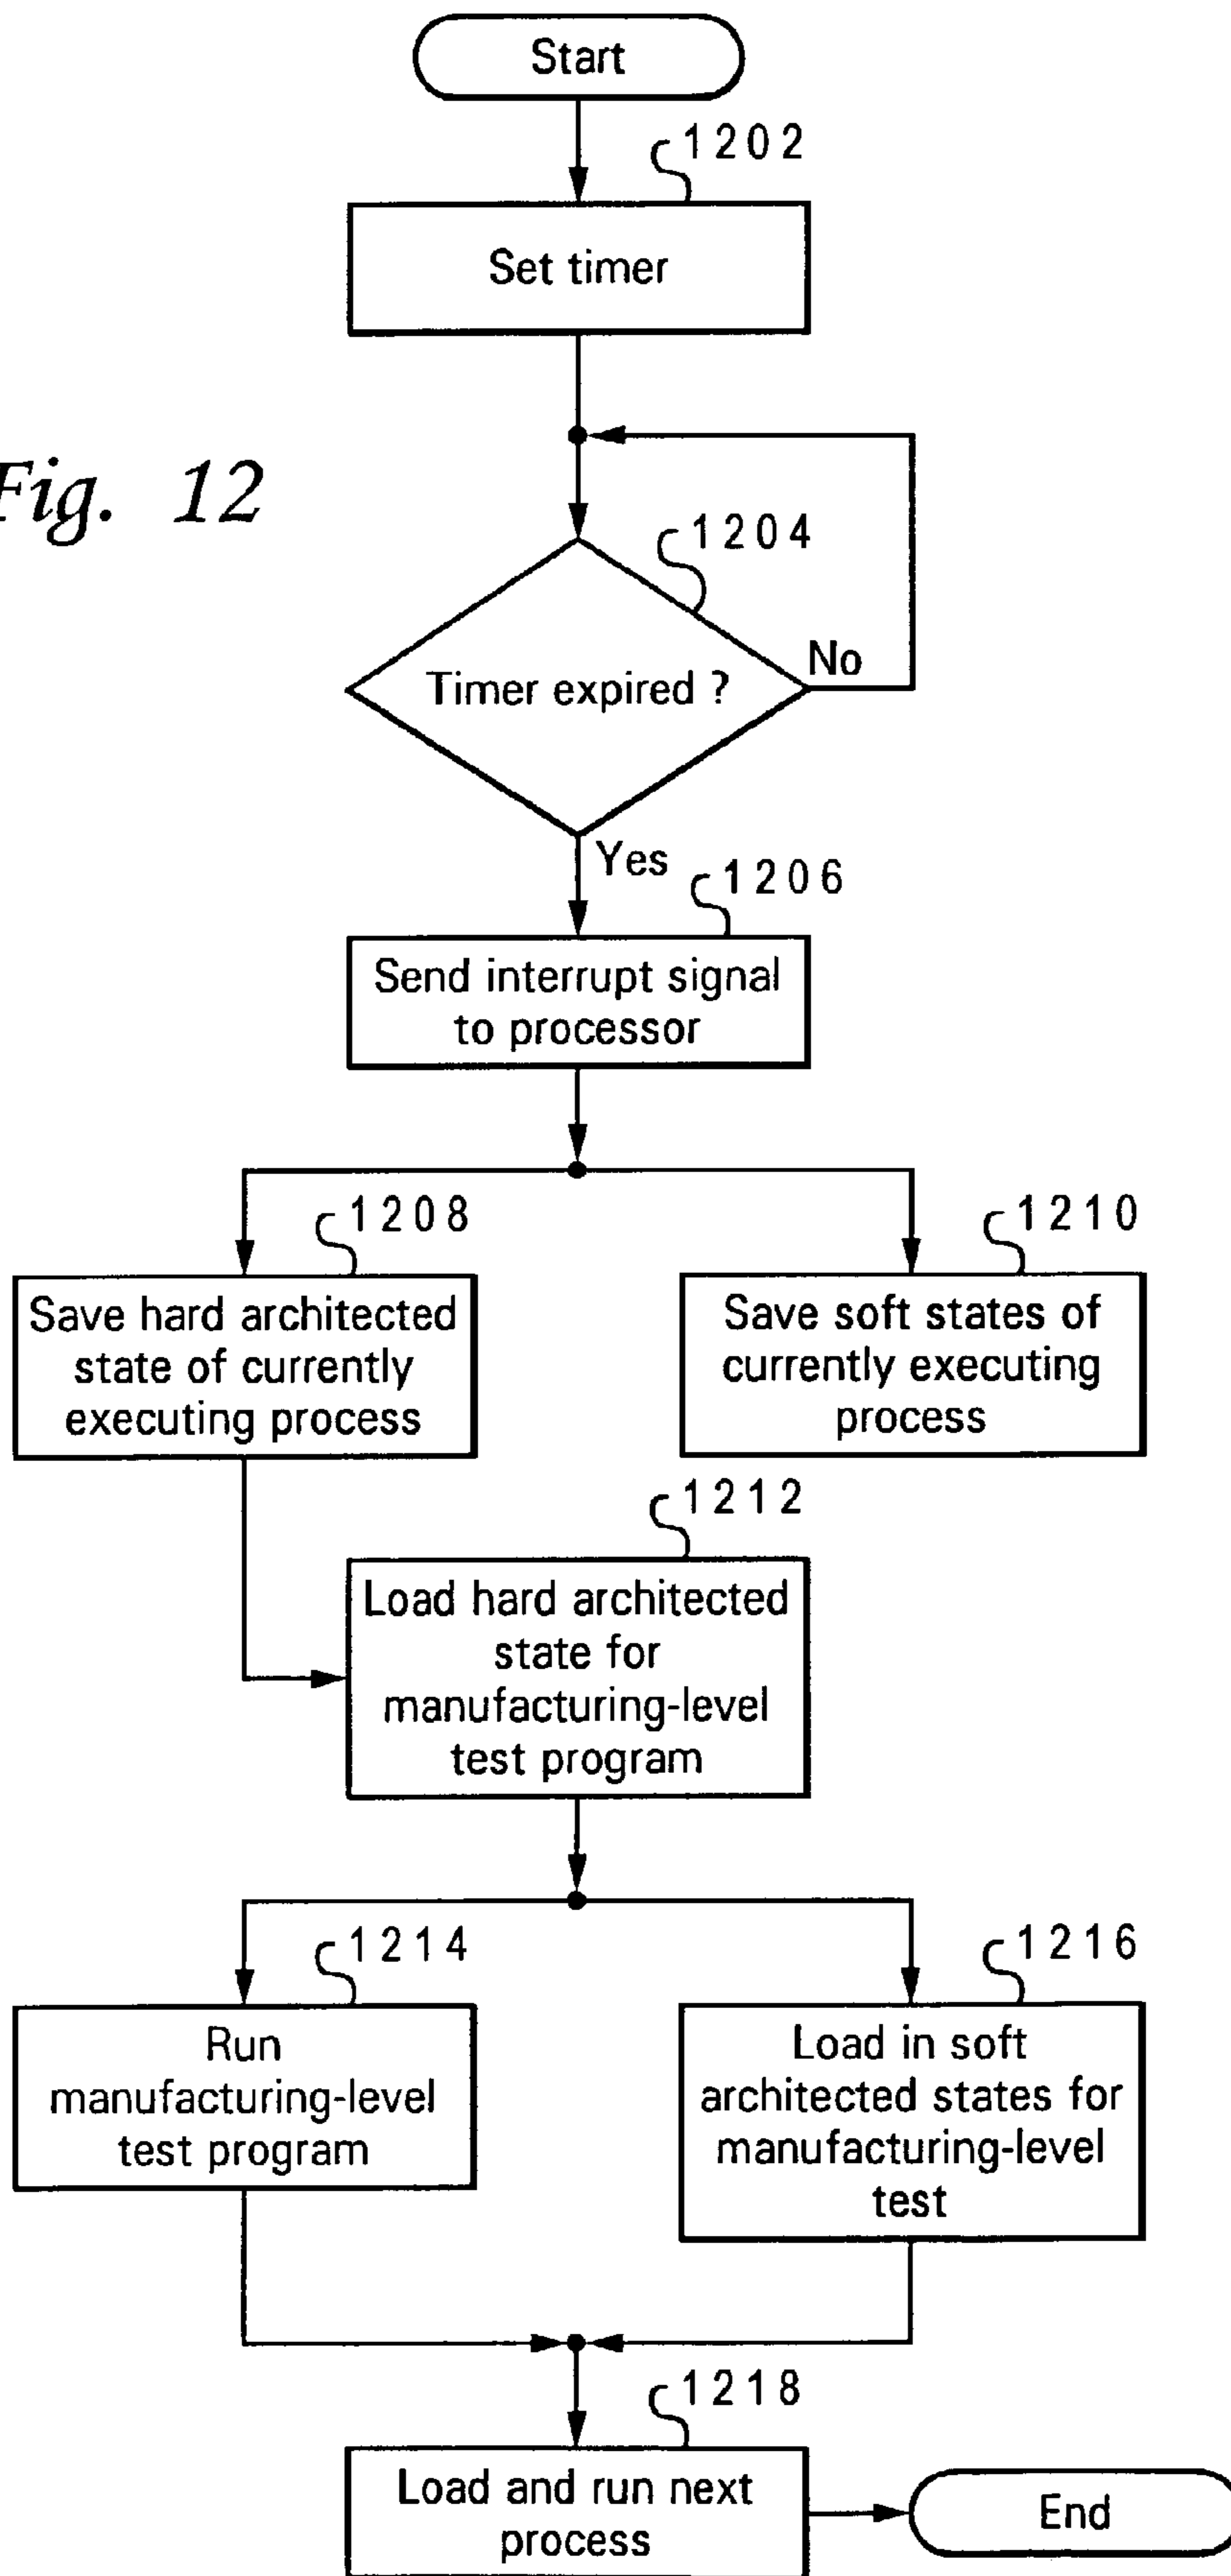 Start
1202
Set timer
Fig. 12
1204
Timer expired ?
No
Yes
1206
Send interrupt signal
to processor
1208
1210
Save hard architected
state of currently
executing process
Save soft states of
currently executing
process
1212
Load hard architected
state for
manufacturing-level
test program
1214
1216
Run
manufacturing-level
test program
Load in soft
architected states for
manufacturing-level
test
1218
Load and run next
process
End